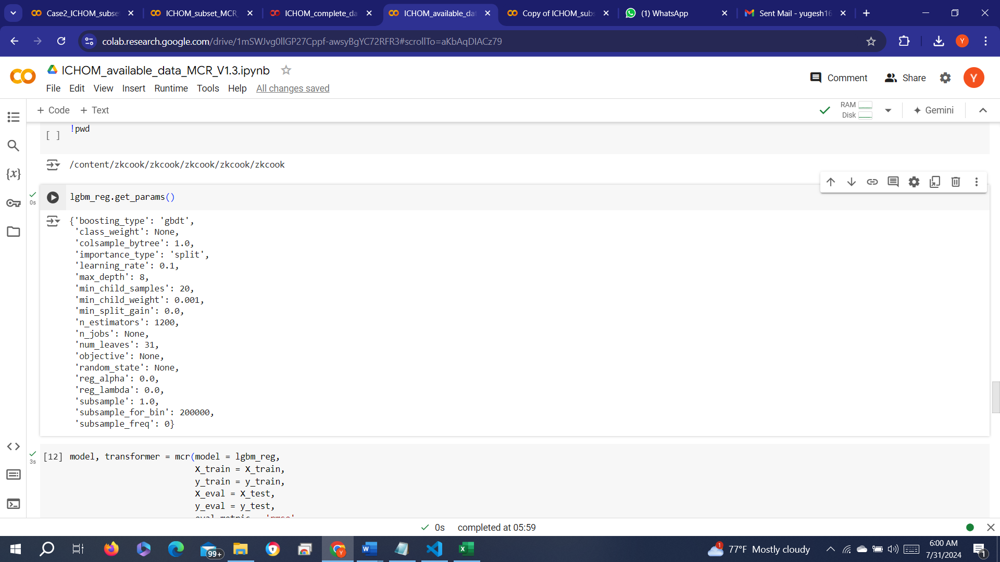 Case2_ICHOM_subse
ICHOM_subset_MCR_
ICHOM_complete_da
ICHOM_available_dat
Copy of ICHOM_subs
(1) WhatsApp
Sent Mail - yugesh16
colab.research.google.com/drive/1mSWJvg0llGP27Cppf-awsyBgYC72RFR3#scrollTo=aKbAqDIACz79
Y
ICHOM_available_data_MCR_V1.3.ipynb
File Edit View Insert Runtime Tools Help All changes saved
Comment
Share
Y
+ Code + Text
RAM
Disk
Gemini
[ ]
!pwd
/content/zkcook/zkcook/zkcook/zkcook/zkcook
{x}
0s
lgbm_reg.get_params()
{'boosting_type': 'gbdt',
'class_weight': None,
'colsample_bytree': 1.0,
'importance_type': 'split',
'learning_rate': 0.1,
'max_depth': 8,
'min_child_samples': 20,
'min_child_weight': 0.001,
'min_split_gain': 0.0,
'n_estimators': 1200,
'n_jobs': None,
'num_leaves': 31,
'objective': None,
'random_state': None,
'reg_alpha': 0.0,
'reg_lambda': 0.0,
'subsample': 1.0,
'subsample_for_bin': 200000,
'subsample_freq': 0}
3s
[12] model, transformer = mcr(model = lgbm_reg,
X_train = X_train,
y_train = y_train,
X_eval = X_test,
y_eval = y_test,
0s completed at 05:59
99+
1
77°F Mostly cloudy
6:00 AM
7/31/2024
1